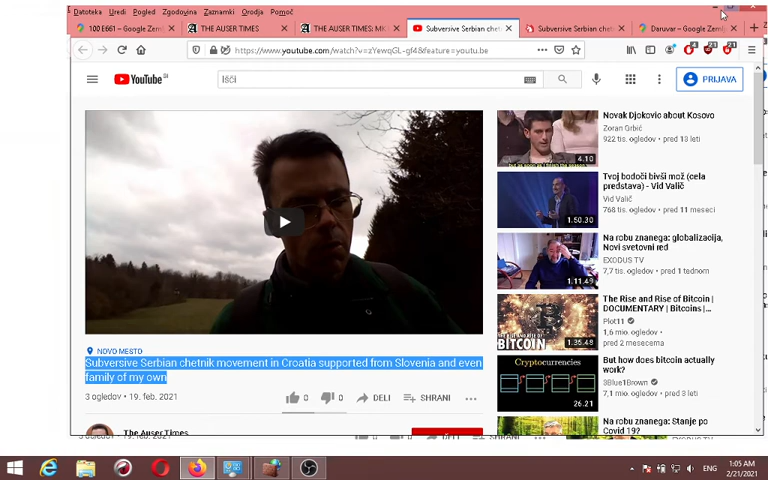 Datoteka Uredi Pogled Zgodovina Zaznamki Orodja Pomoč
100 E661 – Google Zeml
THE AUSER TIMES
THE AUSER TIMES: MK
Subversive Serbian chet
Subversive Serbian chet
Daruvar – Google Zeml
https://www.youtube.com/watch?v=zYewqGL-gf4&feature=youtu.be
4
21
YouTube SI
Išči
PRIJAVA
Novak Djokovic about Kosovo
Zoran Grbić
922 tis. ogledov • pred 13 leti
4.10
Tvoj bodoči bivši mož (cela
predstava) - Vid Valič
Vid Valič
768 tis. ogledov • pred 11 meseci
1.50.30
Na robu znanega: globalizacija,
Novi svetovni red
EXODUS TV
7,7 tis. ogledov • pred 1 tednom
1.11.49
The Rise and Rise of Bitcoin |
DOCUMENTARY | Bitcoins |...
Plot11
1,6 mio. ogledov •
pred 2 mesecema
BITCOIN
1.35.48
But how does bitcoin actually
work?
3Blue1Brown
7,1 mio. ogledov • pred 3 leti
Cryptocurrencies
26.21
Na robu znanega: Stanje po
Covid 19?
NOVO MESTO
Subversive Serbian chetnik movement in Croatia supported from Slovenia and even
family of my own
3 ogledov • 19. feb. 2021
0 0 DELI SHRANI
The Auser Times
ENG
1:05 AM
2/21/2021